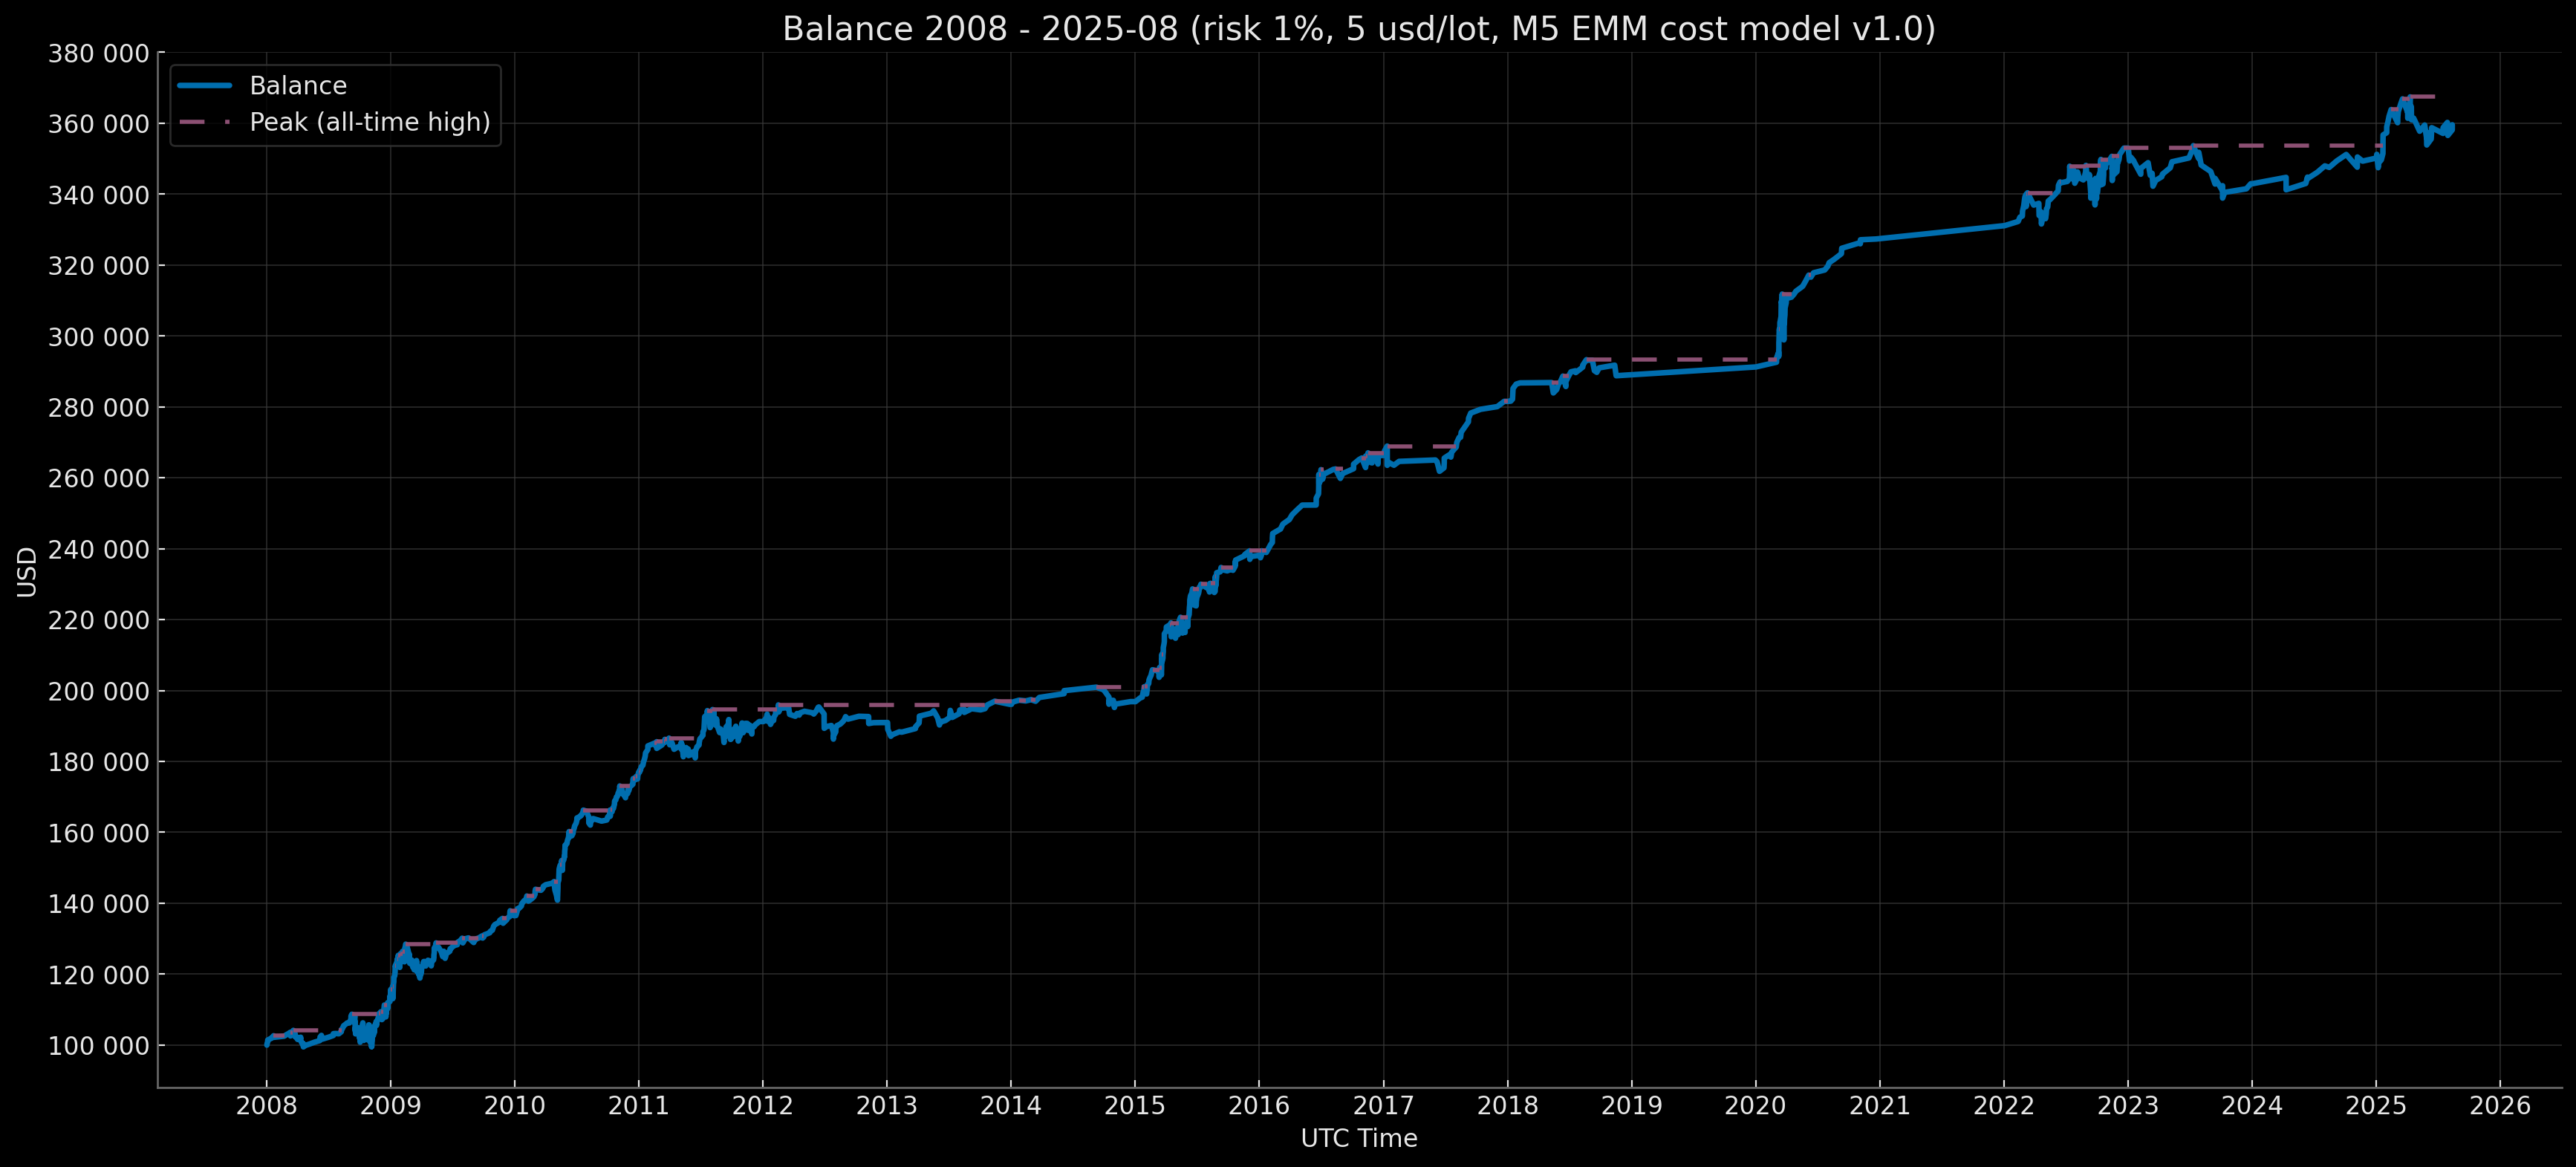 Balance 2008 - 2025-08 (risk 1%, 5 usd/lot, M5 EMM cost model v1.0)
Balance
Peak (all-time high)
USD
380 000
360 000
340 000
320 000
300 000
280 000
260 000
240 000
220 000
200 000
180 000
160 000
140 000
120 000
100 000
2008 2009 2010 2011 2012 2013 2014 2015 2016 2017 2018 2019 2020 2021 2022 2023 2024 2025 2026
UTC Time